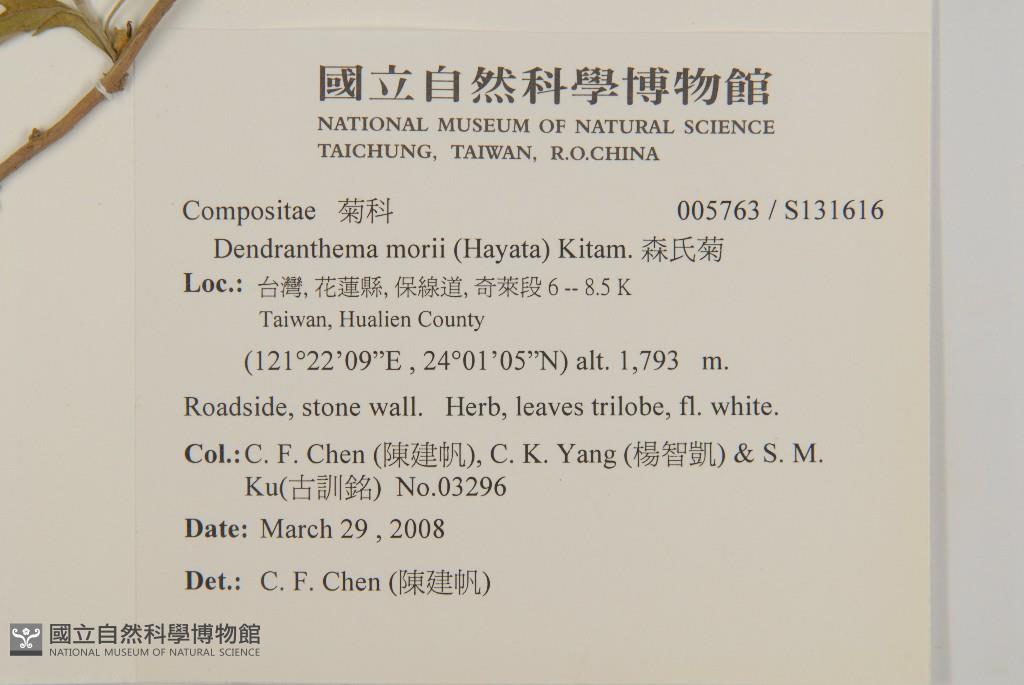 國立自然科學博物館
NATIONAL MUSEUM OF NATURAL SCIENCE
TAICHUNG, TAIWAN, R.O.CHINA
Compositae 菊科 005763 / S131616
Dendranthema morii (Hayata) Kitam. 森氏菊
Loc.: 台灣, 花蓮縣, 保線道, 奇萊段 6 -- 8.5 K
Taiwan, Hualien County
(121°22’09”E , 24°01’05”N) alt. 1,793 m.
Roadside, stone wall. Herb, leaves trilobe, fl. white.
Col.: C. F. Chen (陳建帆), C. K. Yang (楊智凱) & S. M.
Ku(古訓銘) No.03296
Date: March 29 , 2008
Det.: C. F. Chen (陳建帆)
國立自然科學博物館
NATIONAL MUSEUM OF NATURAL SCIENCE